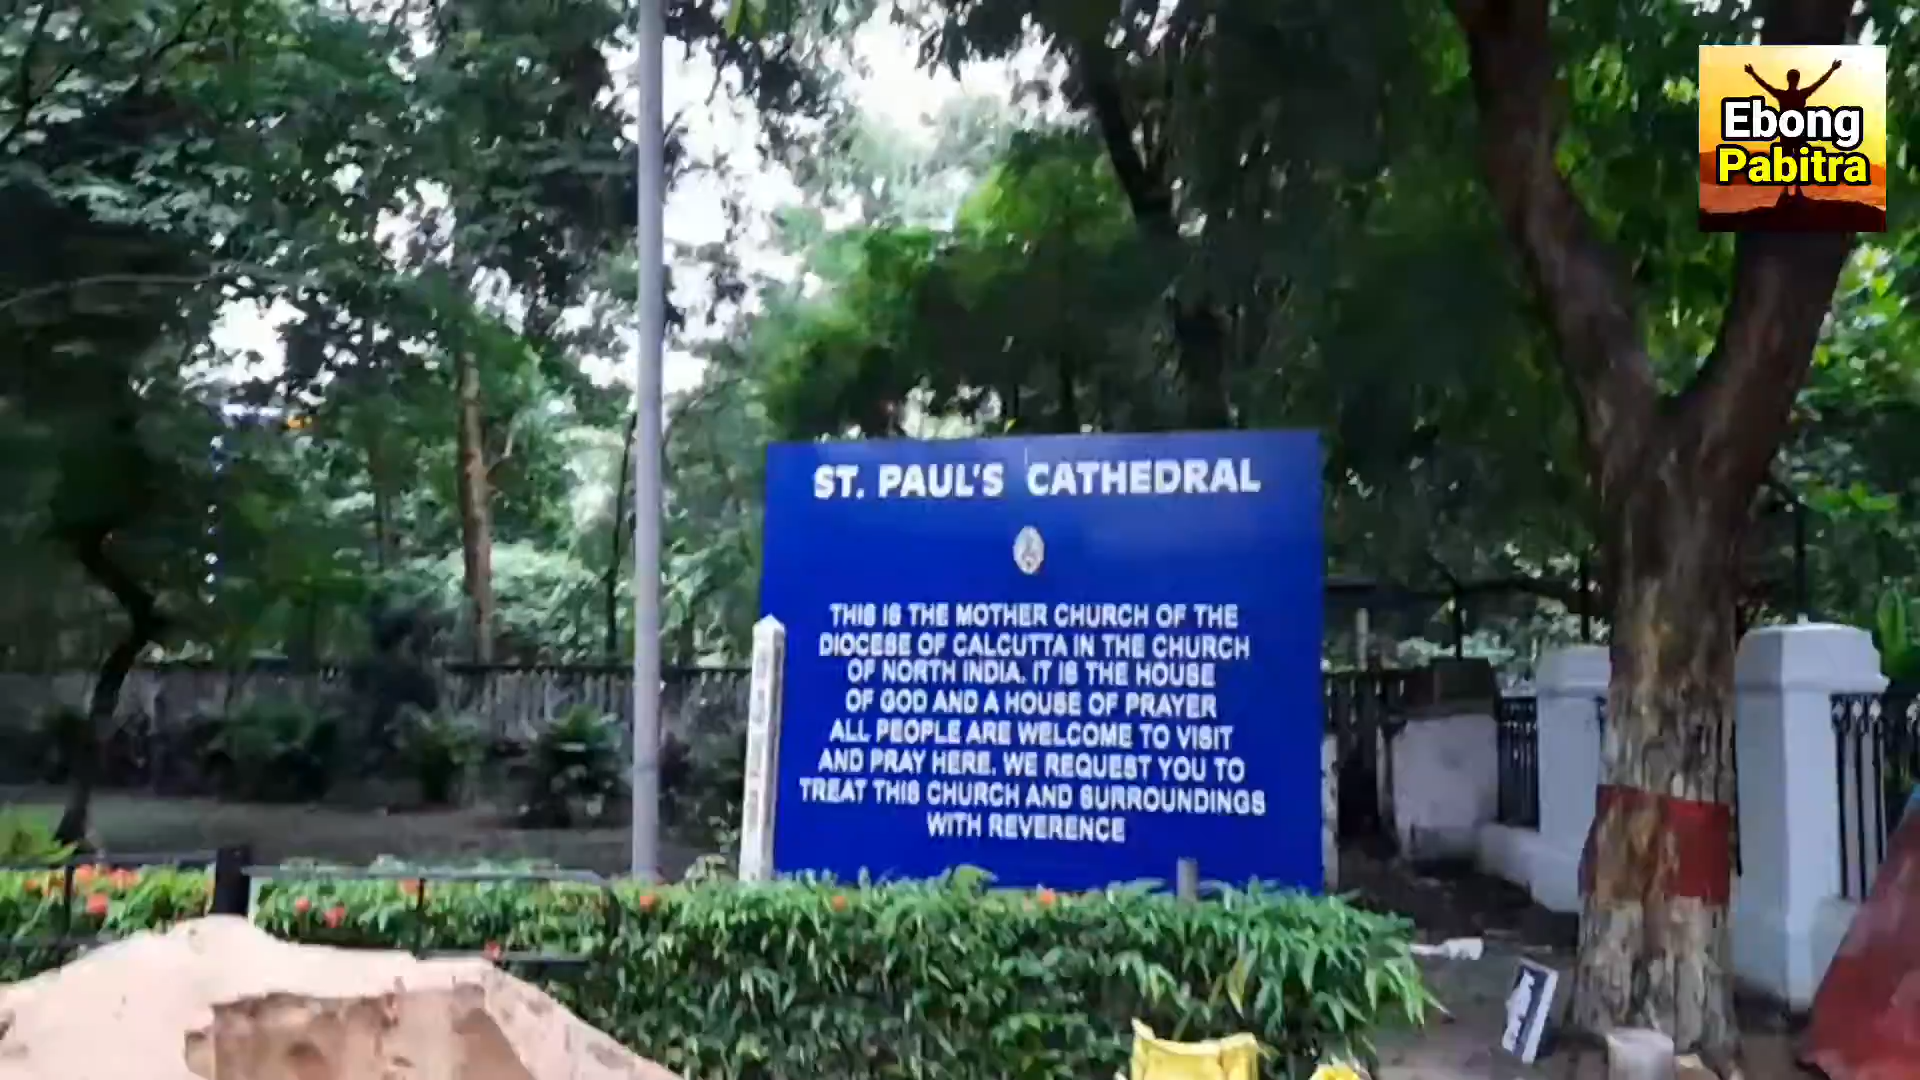 Ebong
Pabitra
ST. PAUL'S CATHEDRAL
THIS IS THE MOTHER CHURCH OF THE
DIOCESE OF CALCUTTA IN THE CHURCH
OF NORTH INDIA. IT IS THE HOUSE
OF GOD AND A HOUSE OF PRAYER
ALL PEOPLE ARE WELCOME TO VISIT
AND PRAY HERE. WE REQUEST YOU TO
TREAT THIS CHURCH AND SURROUNDINGS
WITH REVERENCE